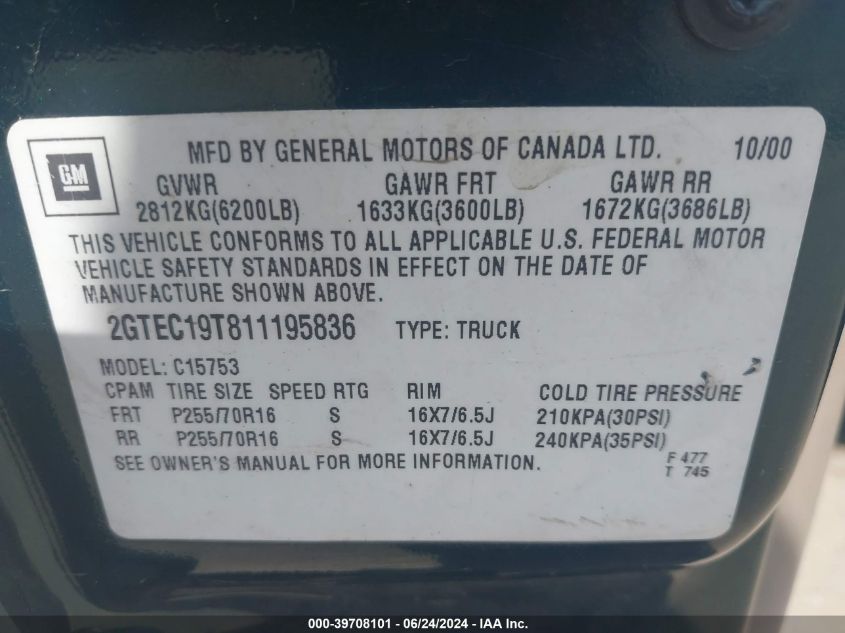 MFD BY GENERAL MOTORS OF CANADA LTD. 10/00
GM
GVWR GAWR FRT GAWR RR
2812KG(6200LB) 1633KG(3600LB) 1672KG(3686LB)
THIS VEHICLE CONFORMS TO ALL APPLICABLE U.S. FEDERAL MOTOR
VEHICLE SAFETY STANDARDS IN EFFECT ON THE DATE OF
MANUFACTURE SHOWN ABOVE.
2GTEC19T811195836 TYPE: TRUCK
MODEL: C15753
CPAM TIRE SIZE SPEED RTG RIM COLD TIRE PRESSURE
FRT P255/70R16 S 16X7/6.5J 210KPA(30PSI)
RR P255/70R16 S 16X7/6.5J 240KPA(35PSI)
SEE OWNER'S MANUAL FOR MORE INFORMATION.
F 477
T 745
000-39708101 - 06/24/2024 - IAA Inc.